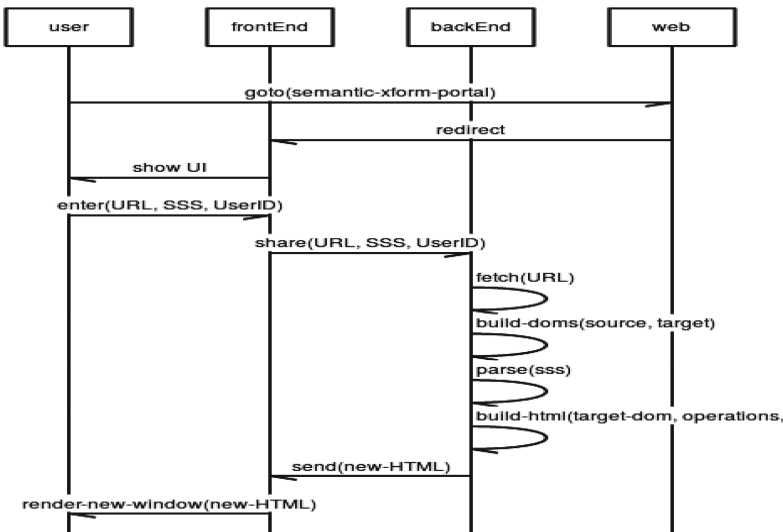 user
frontEnd
backEnd
web
goto(semantic-xform-portal)
redirect
show UI
enter(URL, SSS, UserID)
share(URL, SSS, UserID)
fetch(URL)
build-doms(source, target)
parse(sss)
build-html(target-dom, operations,
send(new-HTML)
render-new-window(new-HTML)